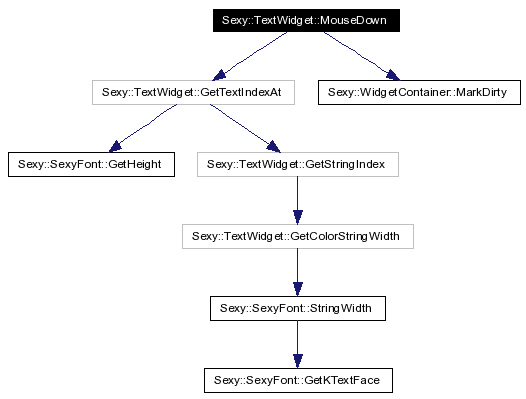 Sexy::TextWidget::MouseDown
Sexy::TextWidget::GetTextIndexAt
Sexy::WidgetContainer::MarkDirty
Sexy::SexyFont::GetHeight
Sexy::TextWidget::GetStringIndex
Sexy::TextWidget::GetColorStringWidth
Sexy::SexyFont::StringWidth
Sexy::SexyFont::GetKTextFace